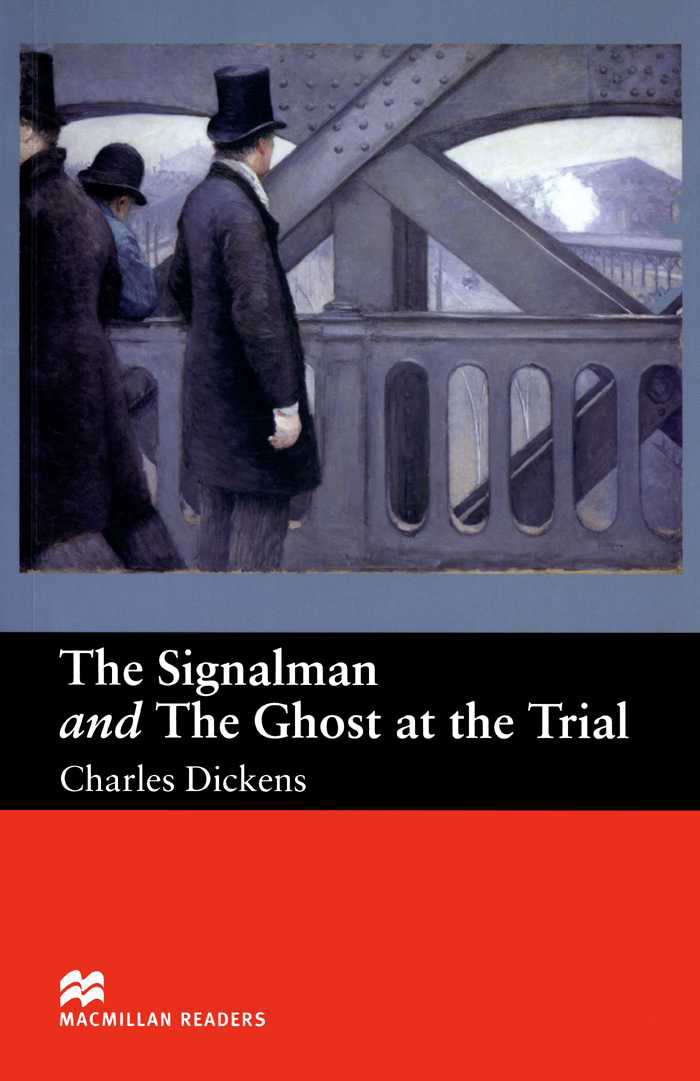 The Signalman
and The Ghost at the Trial
Charles Dickens
MACMILLAN READERS